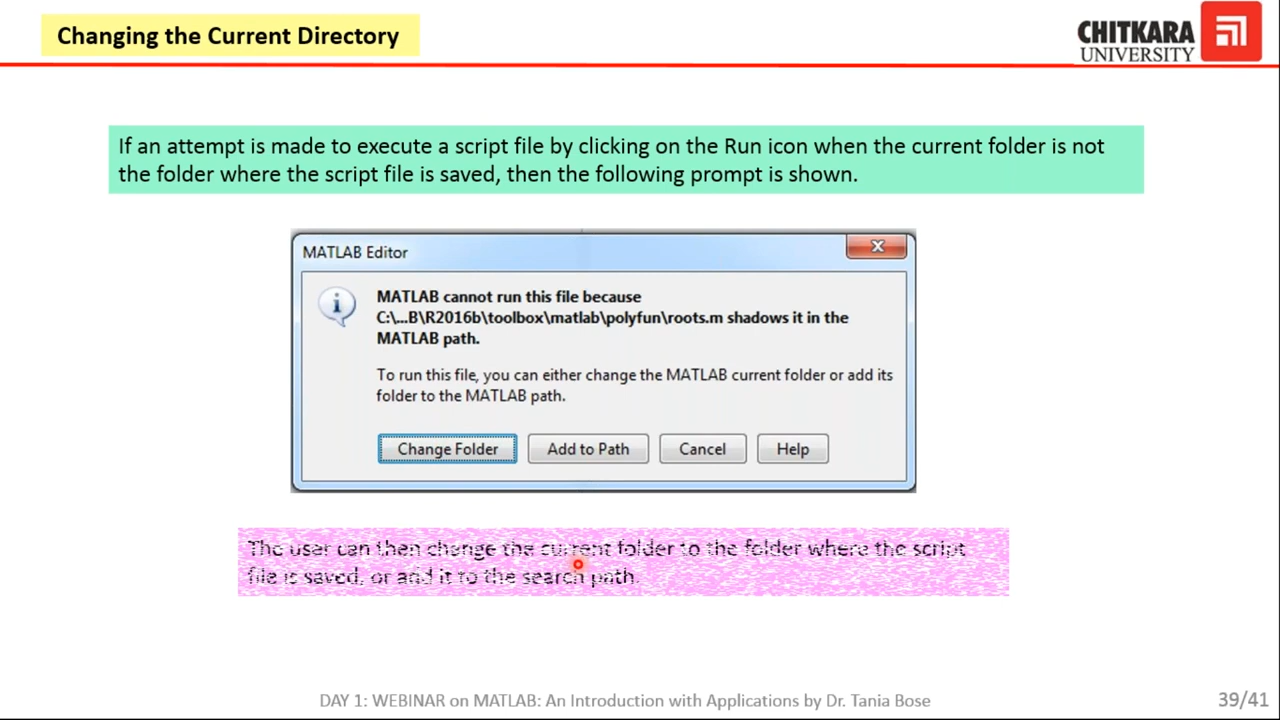 Changing the Current Directory
CHITKARA
UNIVERSITY
If an attempt is made to execute a script file by clicking on the Run icon when the current folder is not
the folder where the script file is saved, then the following prompt is shown.
MATLAB Editor
MATLAB cannot run this file because
C:\...B\R2016b\toolbox\matlab\polyfun\roots.m shadows it in the
MATLAB path.
To run this file, you can either change the MATLAB current folder or add its
folder to the MATLAB path.
Change Folder Add to Path Cancel Help
The user can then change the current folder to the folder where the script
file is saved, or add it to the search path.
DAY 1: WEBINAR on MATLAB: An Introduction with Applications by Dr. Tania Bose 39/41